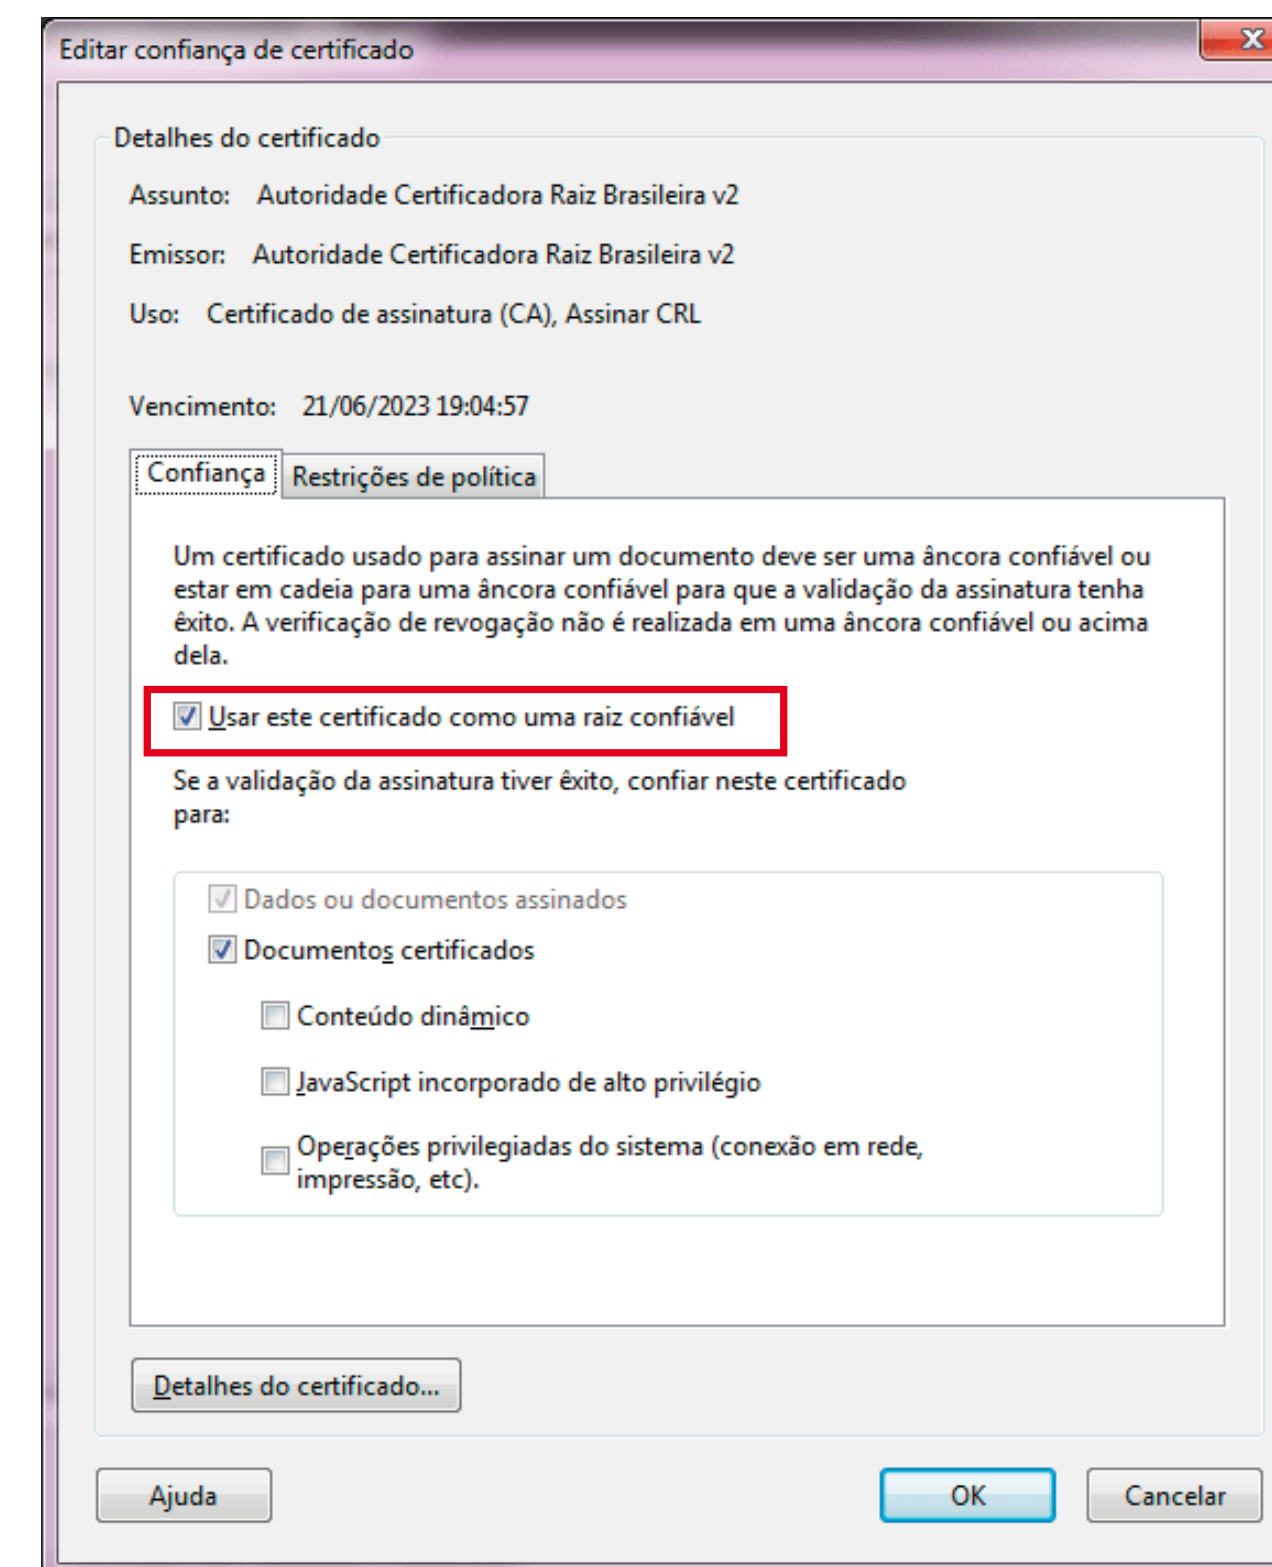 Editar confiança de certificado
Detalhes do certificado
Assunto: Autoridade Certificadora Raiz Brasileira v2
Emissor: Autoridade Certificadora Raiz Brasileira v2
Uso: Certificado de assinatura (CA), Assinar CRL
Vencimento: 21/06/2023 19:04:57
Confiança Restrições de política
Um certificado usado para assinar um documento deve ser uma âncora confiável ou
estar em cadeia para uma âncora confiável para que a validação da assinatura tenha
êxito. A verificação de revogação não é realizada em uma âncora confiável ou acima
dela.
Usar este certificado como uma raiz confiável
Se a validação da assinatura tiver êxito, confiar neste certificado
para:
Dados ou documentos assinados
Documentos certificados
Conteúdo dinâmico
JavaScript incorporado de alto privilégio
Operações privilegiadas do sistema (conexão em rede,
impressão, etc).
Detalhes do certificado...
Ajuda OK Cancelar